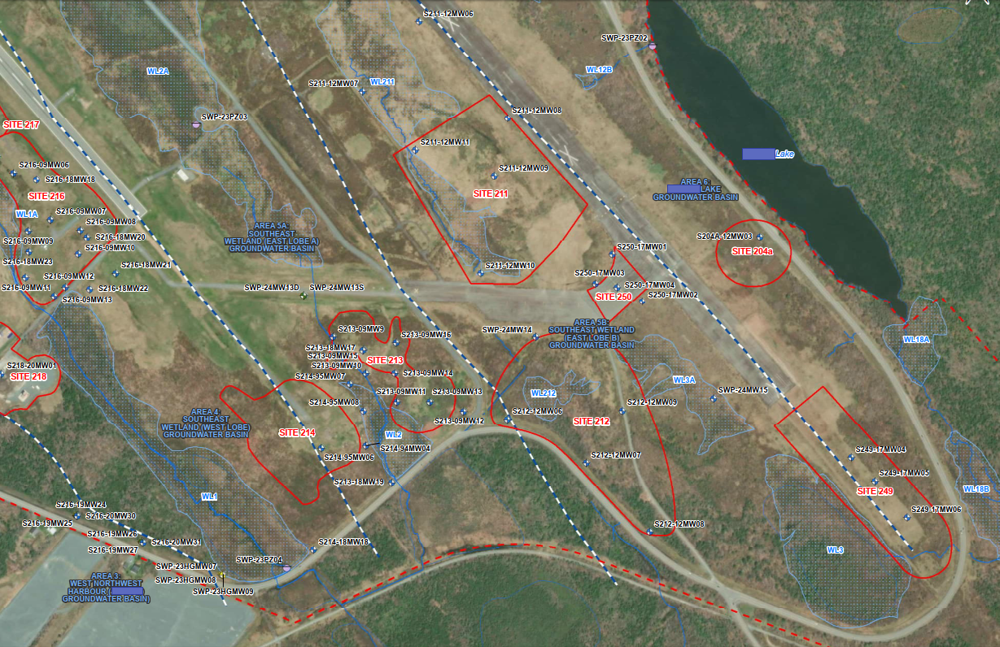 S211-12MW06
SWP-23PZ02
WL2A
WL12B
S211-12MW07
WL211
S211-12MW08
SWP-23PZ03
SITE 217
S211-12MW11
Lake
S216-09MW06
S216-18MW18
S211-12MW09
SITE 216
SITE 211
AREA 6:
LAKE
GROUNDWATER BASIN
WL1A
S216-09MW07
S216-09MW08
AREA 5A:
SOUTHEAST
WETLAND (EAST LOBE A)
GROUNDWATER BASIN
S216-18MW20
S216-09MW09
S216-09MW10
S204A-12MW03
SITE 204a
S250-17MW01
S216-18MW23
S216-18MW21
S211-12MW10
S250-17MW03
S216-09MW12
S216-09MW11
S216-18MW22
SWP-24MW13D
SWP-24MW13S
S250-17MW04
S250-17MW02
SITE 250
S216-09MW13
AREA 5B:
SOUTHEAST WETLAND
(EAST LOBE B)
GROUNDWATER BASIN
S213-09MW9
SWP-24MW14
S213-09MW16
WL18A
S213-18MW17
S213-09MW15
SITE 213
S218-20MW01
SITE 218
S213-09MW10
S214-95MW07
S213-09MW14
WL3A
S213-09MW11
S213-09MW13
WL212
SWP-24MW15
S214-95MW08
S212-12MW09
S212-12MW06
AREA 4:
SOUTHEAST
WETLAND (WEST LOBE)
GROUNDWATER BASIN
S213-09MW12
SITE 212
SITE 214
WL2
S214-94MW04
S214-95MW06
S212-12MW07
S249-17MW04
S249-17MW05
S213-18MW19
SITE 249
WL18B
WL1
S216-19MW24
S216-20MW30
S216-19MW25
S249-17MW06
S212-12MW08
S216-19MW26
S216-20MW31
S214-18MW18
S216-19MW27
WL3
SWP-23PZ04
SWP-23HGMW07
AREA 3:
WEST NORTHWEST
HARBOUR (
)
GROUNDWATER BASIN)
SWP-23HGMW08
SWP-23HGMW09